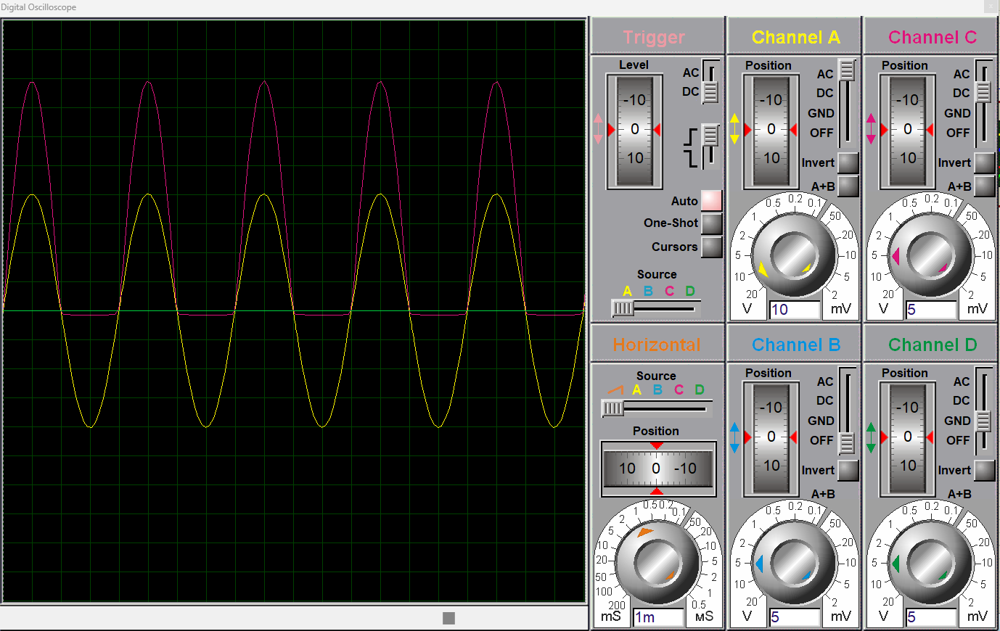 Digital Oscilloscope
x
Trigger
Level
AC
DC
-10
0
10
Auto
One-Shot
Cursors
Source
A B C D
Channel A
Position
AC
DC
GND
OFF
-10
0
10
Invert
A+B
20 10 5 2 1 0.5 0.2 0.1 50 20 10 5 2
V 10 mV
Channel C
Position
AC
DC
GND
OFF
-10
0
10
Invert
A+B
20 10 5 2 1 0.5 0.2 0.1 50 20 10 5 2
V 5 mV
Horizontal
Source
A B C D
Position
10 0 -10
200 100 50 20 10 5 2 1 0.5 0.2 0.1 50 20 10 5 2 1 0.5
mS 1m мS
Channel B
Position
AC
DC
GND
OFF
-10
0
10
Invert
A+B
20 10 5 2 1 0.5 0.2 0.1 50 20 10 5 2
V 5 mV
Channel D
Position
AC
DC
GND
OFF
-10
0
10
Invert
A+B
20 10 5 2 1 0.5 0.2 0.1 50 20 10 5 2
V 5 mV